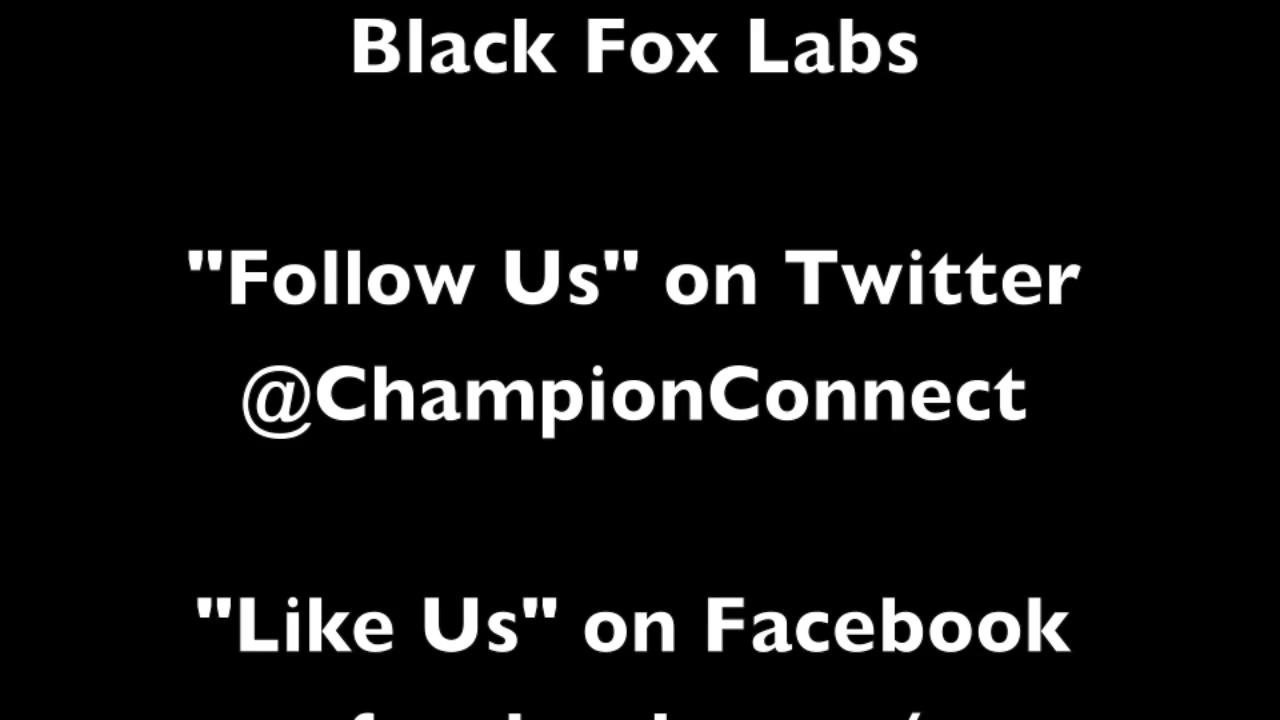 Black Fox Labs
"Follow Us" on Twitter
@ChampionConnect
"Like Us" on Facebook